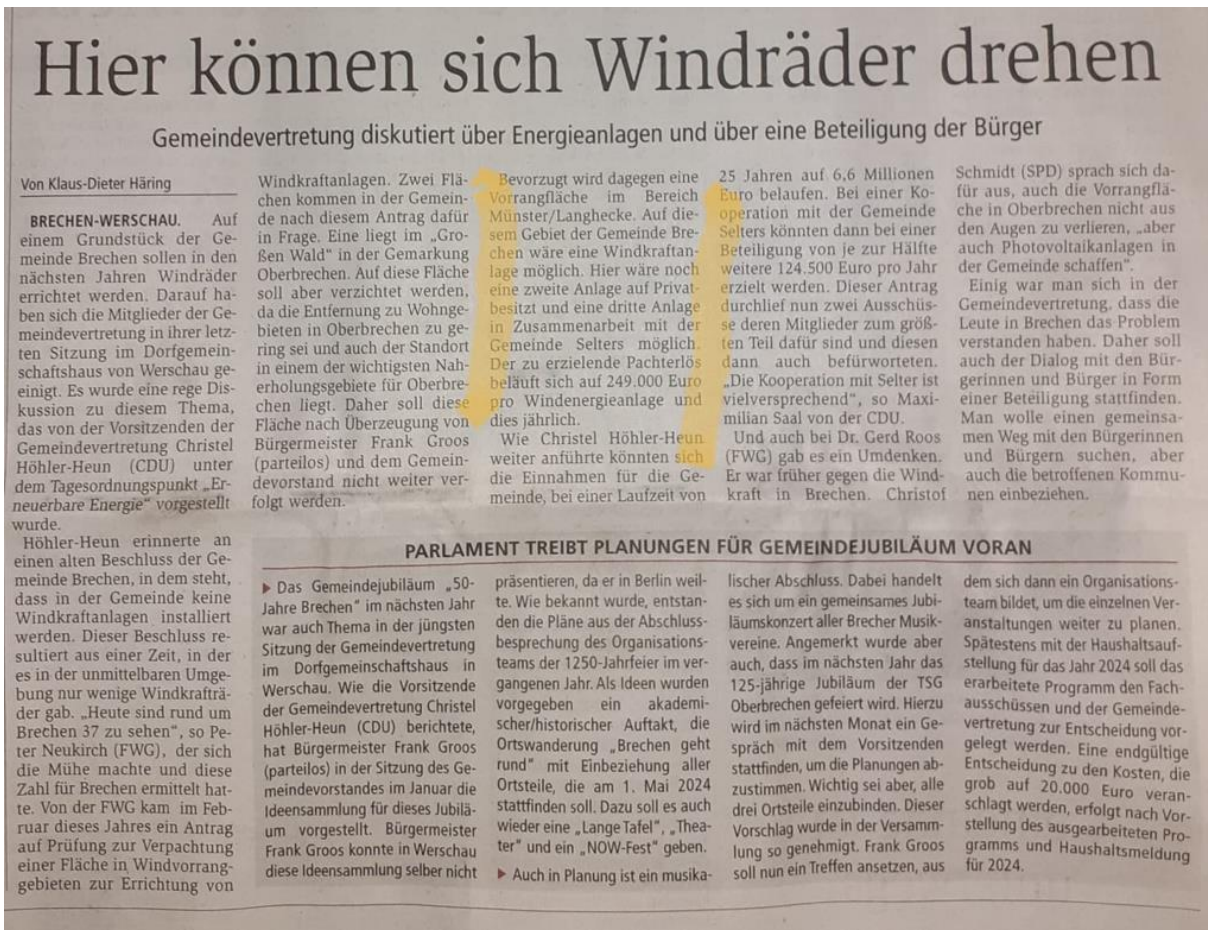 Hier können sich Windräder drehen
Gemeindevertretung diskutiert über Energieanlagen und über eine Beteiligung der Bürger
Von Klaus-Dieter Häring
BRECHEN-WERSCHAU. Auf
einem Grundstück der Ge-
meinde Brechen sollen in den
nächsten Jahren Windräder
errichtet werden. Darauf ha-
ben sich die Mitglieder der Ge-
meindevertretung in ihrer letz-
ten Sitzung im Dorfgemein-
schaftshaus von Werschau ge-
einigt. Es wurde eine rege Dis-
kussion zu diesem Thema,
das von der Vorsitzenden der
Gemeindevertretung Christel
Höhler-Heun (CDU) unter
dem Tagesordnungspunkt „Er-
neuerbare Energie“ vorgestellt
wurde.
Höhler-Heun erinnerte an
einen alten Beschluss der Ge-
meinde Brechen, in dem steht,
dass in der Gemeinde keine
Windkraftanlagen installiert
werden. Dieser Beschluss re-
sultiert aus einer Zeit, in der
es in der unmittelbaren Umge-
bung nur wenige Windkrafträ-
der gab. „Heute sind rund um
Brechen 37 zu sehen“, so Pe-
ter Neukirch (FWG), der sich
die Mühe machte und diese
Zahl für Brechen ermittelt hat-
te. Von der FWG kam im Feb-
ruar dieses Jahres ein Antrag
auf Prüfung zur Verpachtung
einer Fläche in Windvorrang-
gebieten zur Errichtung von
Windkraftanlagen. Zwei Flä-
chen kommen in der Gemein-
de nach diesem Antrag dafür
in Frage. Eine liegt im „Gro-
ßen Wald“ in der Gemarkung
Oberbrechen. Auf diese Fläche
soll aber verzichtet werden,
da die Entfernung zu Wohnge-
bieten in Oberbrechen zu ge-
ring sei und auch der Standort
in einem der wichtigsten Nah-
erholungsgebiete für Oberbre-
chen liegt. Daher soll diese
Fläche nach Überzeugung von
Bürgermeister Frank Groos
(parteilos) und dem Gemein-
devorstand nicht weiter ver-
folgt werden.
Bevorzugt wird dagegen eine
Vorrangfläche im Bereich
Münster/Langhecke. Auf die-
sem Gebiet der Gemeinde Bre-
chen wäre eine Windkraftan-
lage möglich. Hier wäre noch
eine zweite Anlage auf Privat-
besitzt und eine dritte Anlage
in Zusammenarbeit mit der
Gemeinde Selters möglich.
Der zu erzielende Pachterlös
beläuft sich auf 249.000 Euro
pro Windenergieanlage und
dies jährlich.
Wie Christel Höhler-Heun
weiter anführte könnten sich
die Einnahmen für die Ge-
meinde, bei einer Laufzeit von
25 Jahren auf 6,6 Millionen
Euro belaufen. Bei einer Ko-
operation mit der Gemeinde
Selters könnten dann bei einer
Beteiligung von je zur Hälfte
weitere 124.500 Euro pro Jahr
erzielt werden. Dieser Antrag
durchlief nun zwei Ausschüs-
se deren Mitglieder zum größ-
ten Teil dafür sind und diesen
dann auch befürworteten.
„Die Kooperation mit Selter ist
vielversprechend“, so Maxi-
milian Saal von der CDU.
Und auch bei Dr. Gerd Roos
(FWG) gab es ein Umdenken.
Er war früher gegen die Wind-
kraft in Brechen. Christof
Schmidt (SPD) sprach sich da-
für aus, auch die Vorrangflä-
che in Oberbrechen nicht aus
den Augen zu verlieren, „aber
auch Photovoltaikanlagen in
der Gemeinde schaffen“.
Einig war man sich in der
Gemeindevertretung, dass die
Leute in Brechen das Problem
verstanden haben. Daher soll
auch der Dialog mit den Bür-
gerinnen und Bürger in Form
einer Beteiligung stattfinden.
Man wolle einen gemeinsa-
men Weg mit den Bürgerinnen
und Bürgern suchen, aber
auch die betroffenen Kommu-
nen einbeziehen.
PARLAMENT TREIBT PLANUNGEN FÜR GEMEINDEJUBILÄUM VORAN
▸ Das Gemeindejubiläum „50-
Jahre Brechen“ im nächsten Jahr
war auch Thema in der jüngsten
Sitzung der Gemeindevertretung
im Dorfgemeinschaftshaus in
Werschau. Wie die Vorsitzende
der Gemeindevertretung Christel
Höhler-Heun (CDU) berichtete,
hat Bürgermeister Frank Groos
(parteilos) in der Sitzung des Ge-
meindevorstandes im Januar die
Ideensammlung für dieses Jubilä-
um vorgestellt. Bürgermeister
Frank Groos konnte in Werschau
diese Ideensammlung selber nicht
präsentieren, da er in Berlin weil-
te. Wie bekannt wurde, entstan-
den die Pläne aus der Abschluss-
besprechung des Organisations-
teams der 1250-Jahrfeier im ver-
gangenen Jahr. Als Ideen wurden
vorgegeben ein akademi-
scher/historischer Auftakt, die
Ortswanderung „Brechen geht
rund“ mit Einbeziehung aller
Ortsteile, die am 1. Mai 2024
stattfinden soll. Dazu soll es auch
wieder eine „Lange Tafel“, „Thea-
ter“ und ein „NOW-Fest“ geben.
▸ Auch in Planung ist ein musika-
lischer Abschluss. Dabei handelt
es sich um ein gemeinsames Jubi-
läumskonzert aller Brecher Musik-
vereine. Angemerkt wurde aber
auch, dass im nächsten Jahr das
125-jährige Jubiläum der TSG
Oberbrechen gefeiert wird. Hierzu
wird im nächsten Monat ein Ge-
spräch mit dem Vorsitzenden
stattfinden, um die Planungen ab-
zustimmen. Wichtig sei aber, alle
drei Ortsteile einzubinden. Dieser
Vorschlag wurde in der Versamm-
lung so genehmigt. Frank Groos
soll nun ein Treffen ansetzen, aus
dem sich dann ein Organisations-
team bildet, um die einzelnen Ver-
anstaltungen weiter zu planen.
Spätestens mit der Haushaltsauf-
stellung für das Jahr 2024 soll das
erarbeitete Programm den Fach-
ausschüssen und der Gemeinde-
vertretung zur Entscheidung vor-
gelegt werden. Eine endgültige
Entscheidung zu den Kosten, die
grob auf 20.000 Euro veran-
schlagt werden, erfolgt nach Vor-
stellung des ausgearbeiteten Pro-
gramms und Haushaltsmeldung
für 2024.